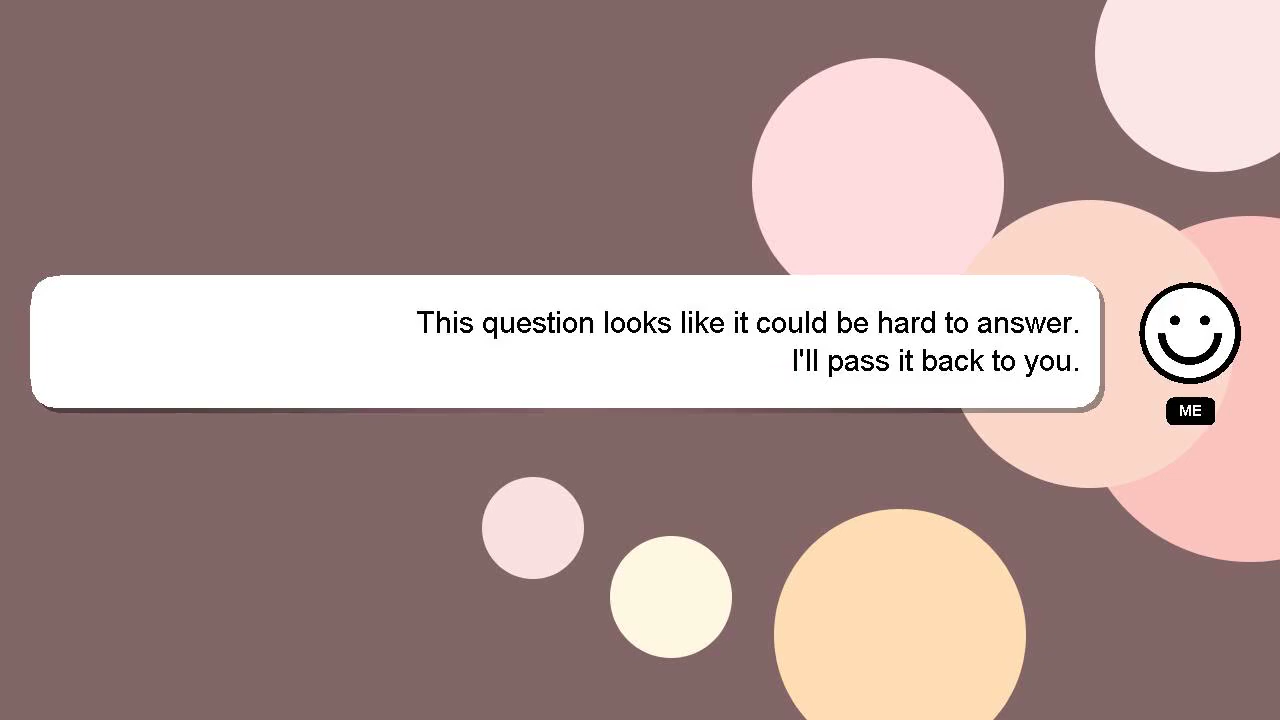 This question looks like it could be hard to answer.
I'll pass it back to you.
ME